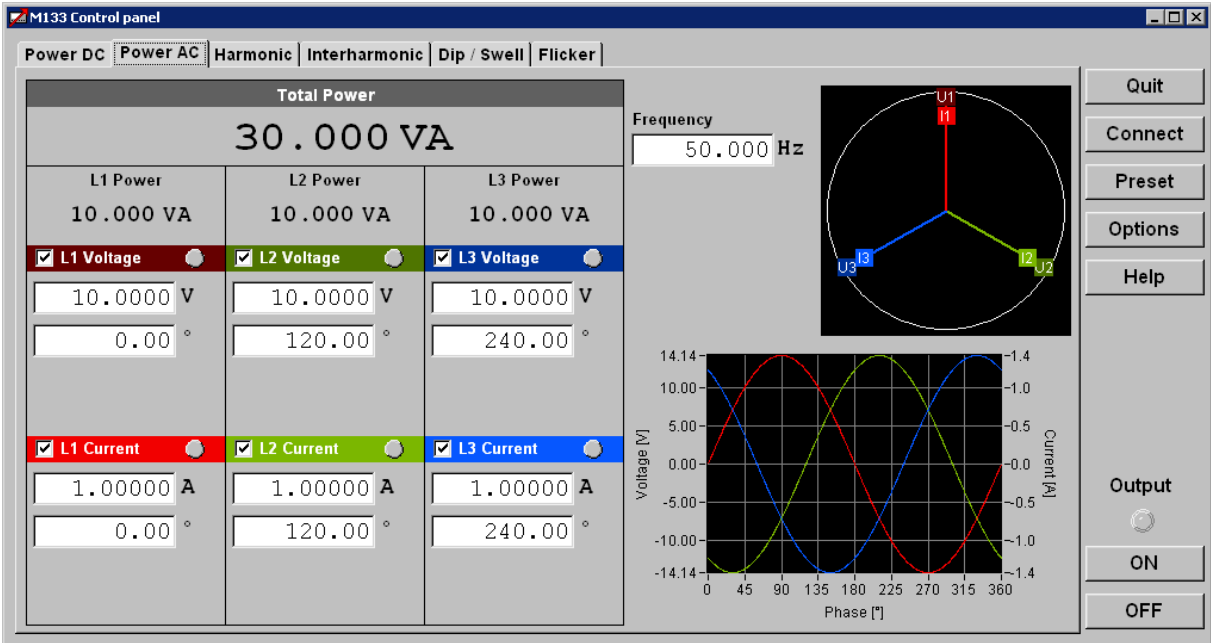 M133 Control panel
Power DC Power AC Harmonic Interharmonic Dip / Swell Flicker
Total Power
30.000 VA
L1 Power L2 Power L3 Power
10.000 VA 10.000 VA 10.000 VA
L1 Voltage L2 Voltage L3 Voltage
10.0000 V 10.0000 V 10.0000 V
0.00 ° 120.00 ° 240.00 °
L1 Current L2 Current L3 Current
1.00000 A 1.00000 A 1.00000 A
0.00 ° 120.00 ° 240.00 °
Frequency
50.000 Hz
U1
I1
U3 I3 I2 U2
Voltage [V]
14.14
10.00
5.00
0.00
-5.00
-10.00
-14.14
0 45 90 135 180 225 270 315 360
Phase [°]
1.4
1.0
0.5
0.0
-0.5
-1.0
-1.4
Current [A]
Quit
Connect
Preset
Options
Help
Output
ON
OFF